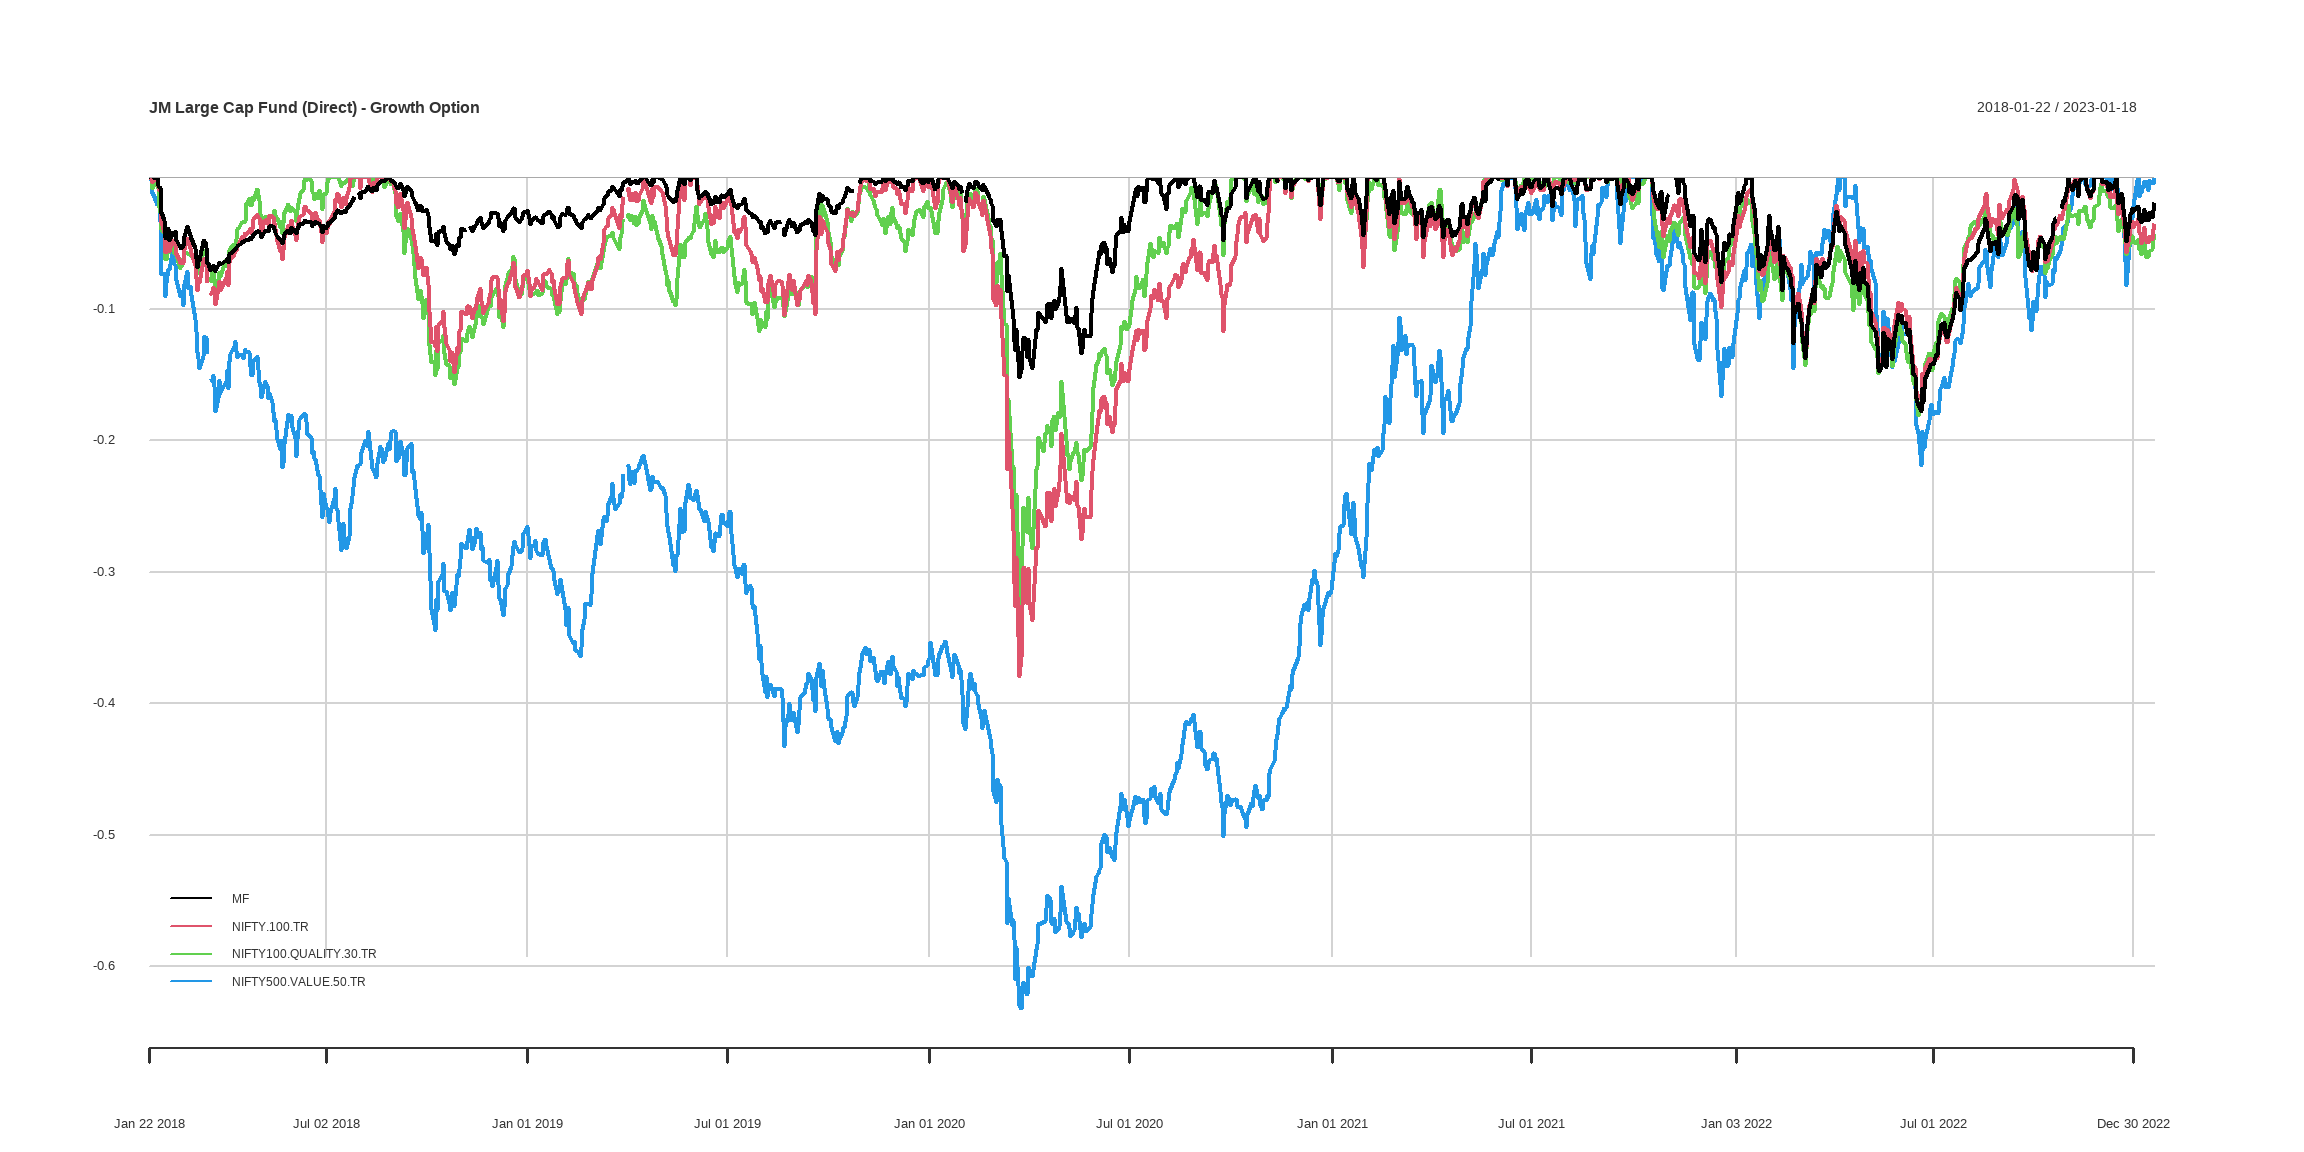 JM Large Cap Fund (Direct) - Growth Option
2018-01-22 / 2023-01-18
-0.1
-0.2
-0.3
-0.4
-0.5
-0.6
MF
NIFTY.100.TR
NIFTY100.QUALITY.30.TR
NIFTY500.VALUE.50.TR
Jan 22 2018
Jul 02 2018
Jan 01 2019
Jul 01 2019
Jan 01 2020
Jul 01 2020
Jan 01 2021
Jul 01 2021
Jan 03 2022
Jul 01 2022
Dec 30 2022